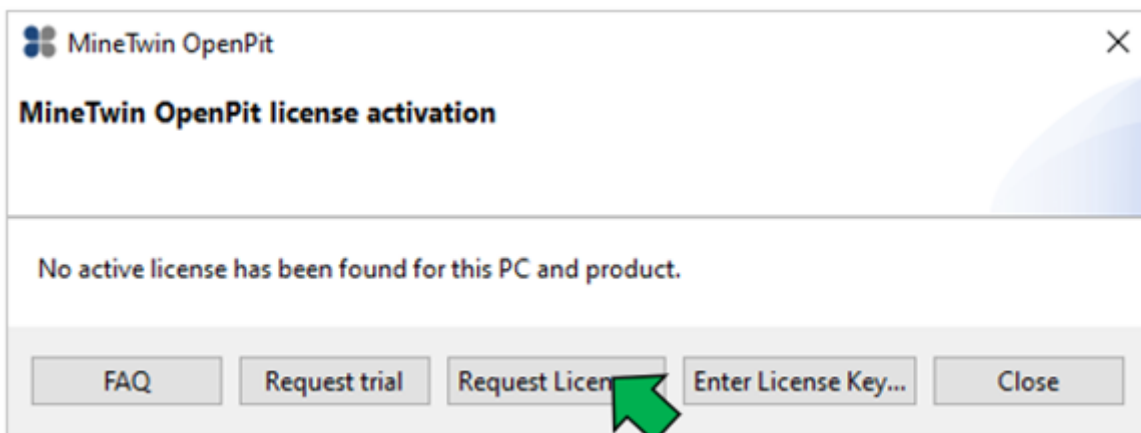 MineTwin OpenPit
MineTwin OpenPit license activation
No active license has been found for this PC and product.
FAQ Request trial Request Enter License Key... Close